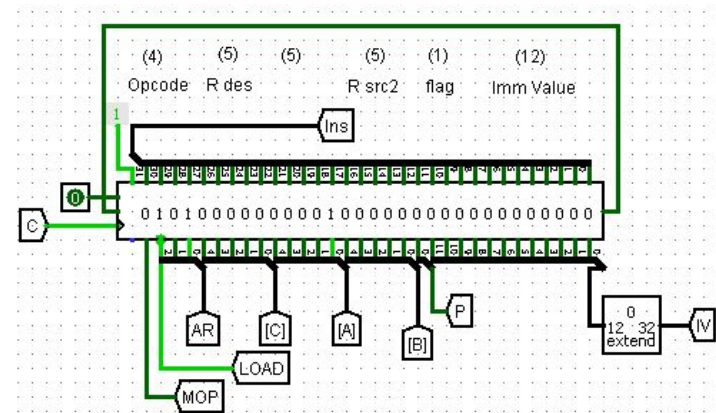 (4) (5) (5) (5) (1) (12)
Opcode R des R src2 flag Imm Value
1
Ins
0
0 1 0 1 0 0 0 0 0 0 0 0 0 1 0 0 0 0 0 0 0 0 0 0 0 0 0 0 0 0 0 0
C
AR [C] [A] [B] P
0
12 32
extend
IV
LOAD
MOP